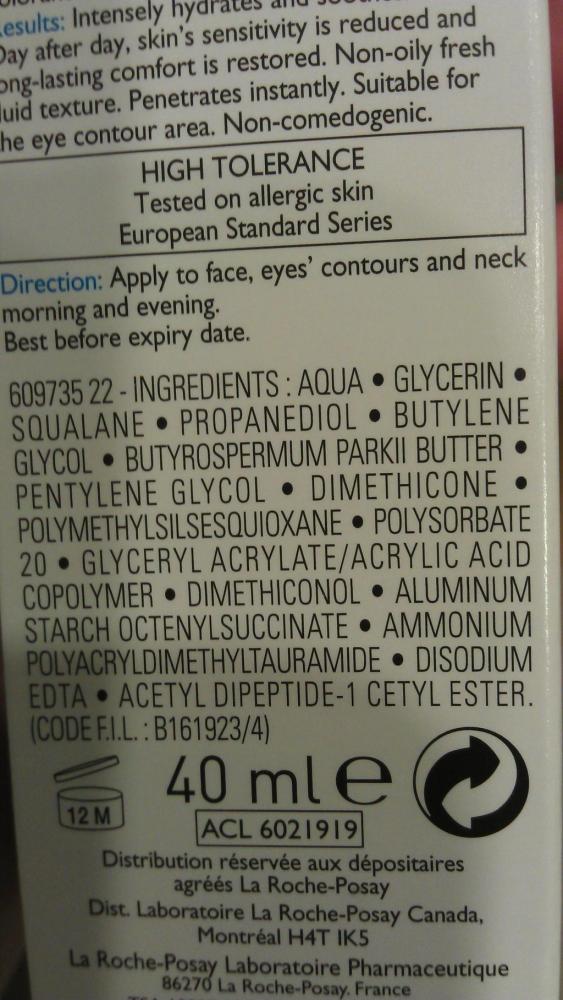 Results: Intensely hydrates and
Day after day, skin's sensitivity is reduced and
long-lasting comfort is restored. Non-oily fresh
fluid texture. Penetrates instantly. Suitable for
the eye contour area. Non-comedogenic.
HIGH TOLERANCE
Tested on allergic skin
European Standard Series
Direction: Apply to face, eyes' contours and neck
morning and evening.
Best before expiry date.
609735 22 - INGREDIENTS : AQUA • GLYCERIN •
SQUALANE • PROPANEDIOL • BUTYLENE
GLYCOL • BUTYROSPERMUM PARKII BUTTER •
PENTYLENE GLYCOL • DIMETHICONE •
POLYMETHYLSILSESQUIOXANE • POLYSORBATE
20 • GLYCERYL ACRYLATE/ACRYLIC ACID
COPOLYMER • DIMETHICONOL • ALUMINUM
STARCH OCTENYLSUCCINATE • AMMONIUM
POLYACRYLDIMETHYLTAURAMIDE • DISODIUM
EDTA • ACETYL DIPEPTIDE-1 CETYL ESTER.
(CODE F.I.L. : B161923/4)
12 M
40 ml e
ACL 6021919
Distribution réservée aux dépositaires
agréés La Roche-Posay
Dist. Laboratoire La Roche-Posay Canada,
Montréal H4T IK5
La Roche-Posay Laboratoire Pharmaceutique
86270 La Roche-Posay. France